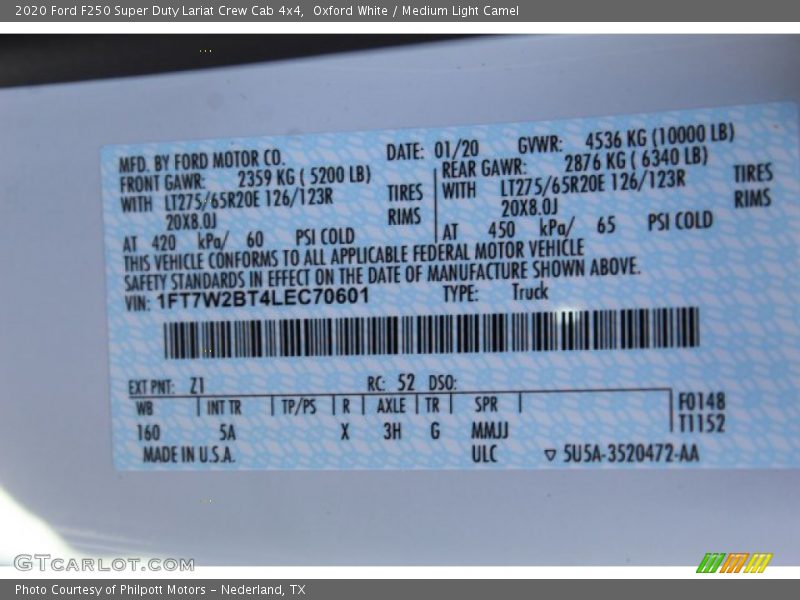 2020 Ford F250 Super Duty Lariat Crew Cab 4x4,  Oxford White / Medium Light Camel
MFD. BY FORD MOTOR CO. DATE: 01/20 GVWR: 4536 KG (10000 LB)
FRONT GAWR: 2359 KG ( 5200 LB) REAR GAWR: 2876 KG ( 6340 LB)
WITH LT275/65R20E 126/123R TIRES WITH LT275/65R20E 126/123R TIRES
20X8.0J RIMS 20X8.0J RIMS
AT 420 kPa/ 60 PSI COLD AT 450 kPa/ 65 PSI COLD
THIS VEHICLE CONFORMS TO ALL APPLICABLE FEDERAL MOTOR VEHICLE
SAFETY STANDARDS IN EFFECT ON THE DATE OF MANUFACTURE SHOWN ABOVE.
VIN: 1FT7W2BT4LEC70601 TYPE: Truck
EXT PNT: Z1 RC: 52 DSO:
WB | INT TR | TP/PS | R | AXLE | TR | SPR | F0148
160 5A X 3H G MMJJ T1152
MADE IN U.S.A. ULC ▽ 5U5A-3520472-AA
GTCARLOT.COM
Photo Courtesy of Philpott Motors - Nederland, TX